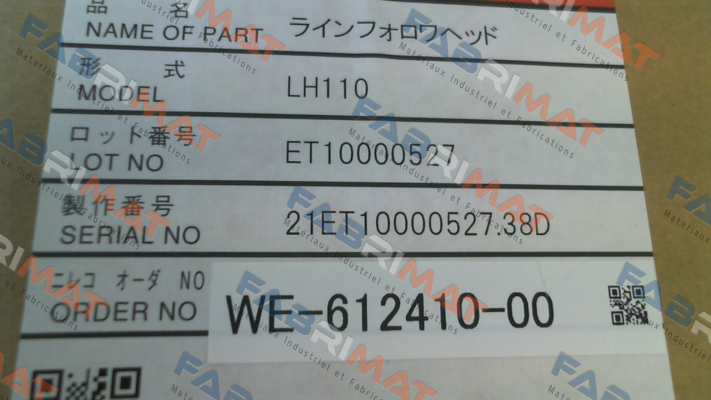 品 名
NAME OF PART ラインフォロワヘッド
形 式
MODEL LH110
ロット番号
LOT NO ET10000527
製作番号
SERIAL NO 21ET10000527.38D
ニレコ オーダ NO
ORDER NO WE-612410-00
FABRIMAT
Materiaux Industriel et Fabrications